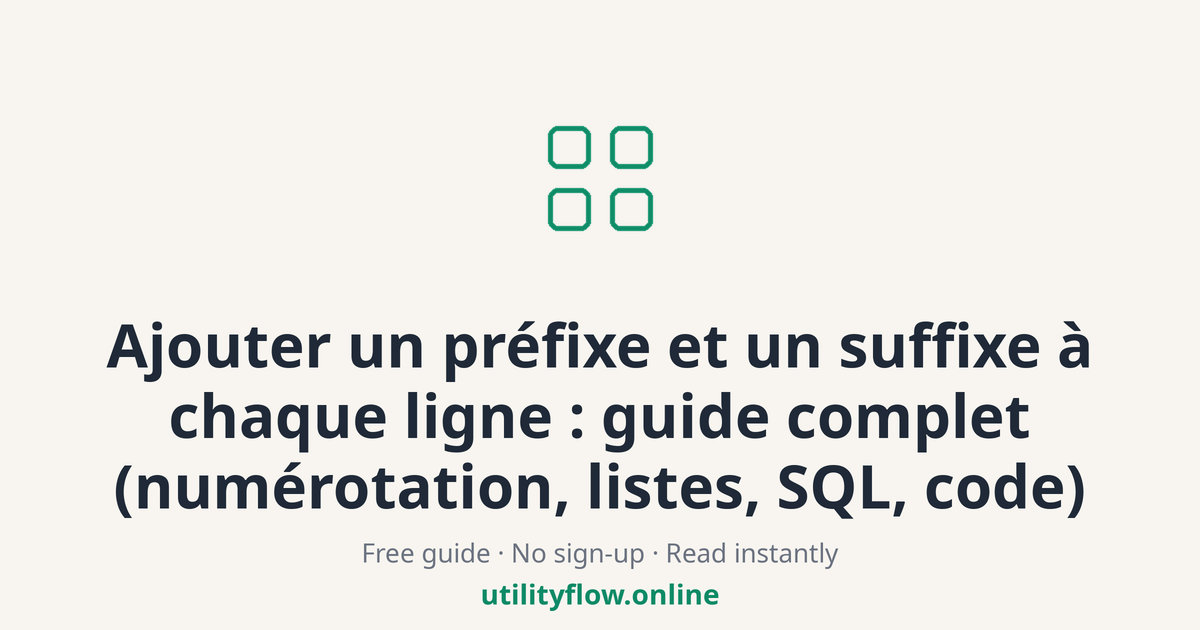 Ajouter un préfixe et un suffixe à
chaque ligne : guide complet
(numérotation, listes, SQL, code)
Free guide · No sign-up · Read instantly
utilityflow.online